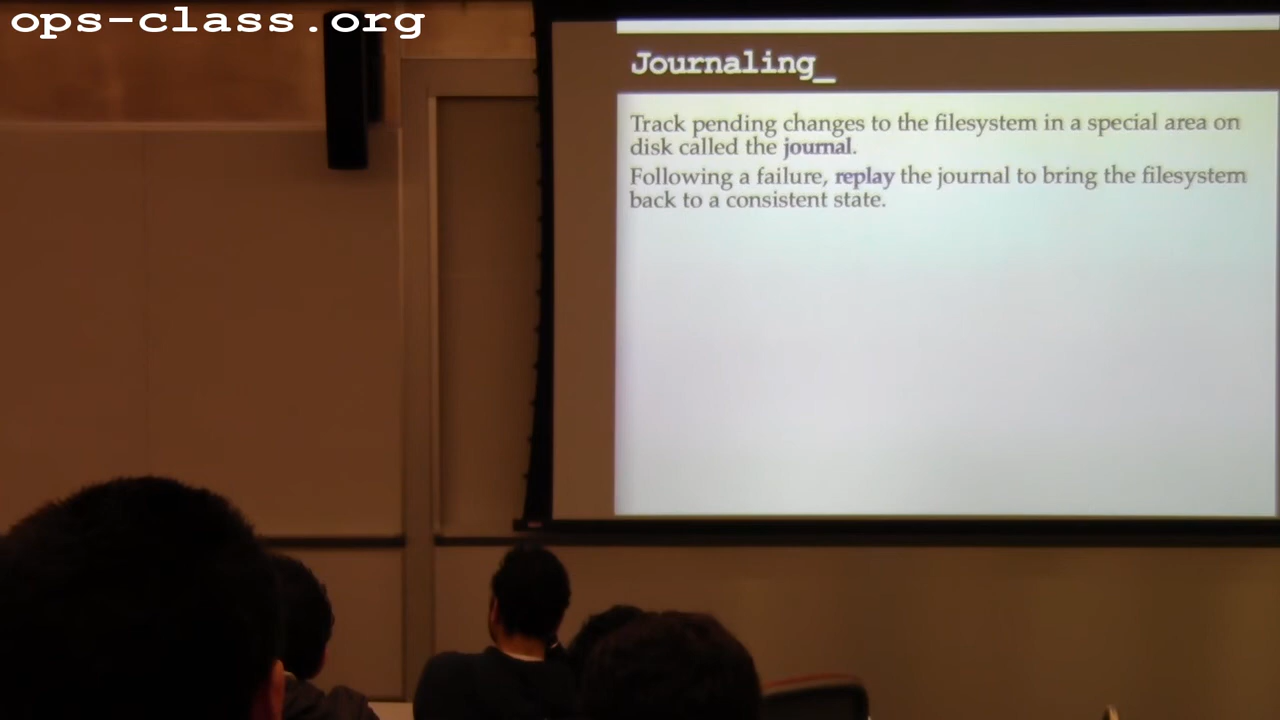 ops-class.org
Journaling_
Track pending changes to the filesystem in a special area on
disk called the journal.
Following a failure, replay the journal to bring the filesystem
back to a consistent state.